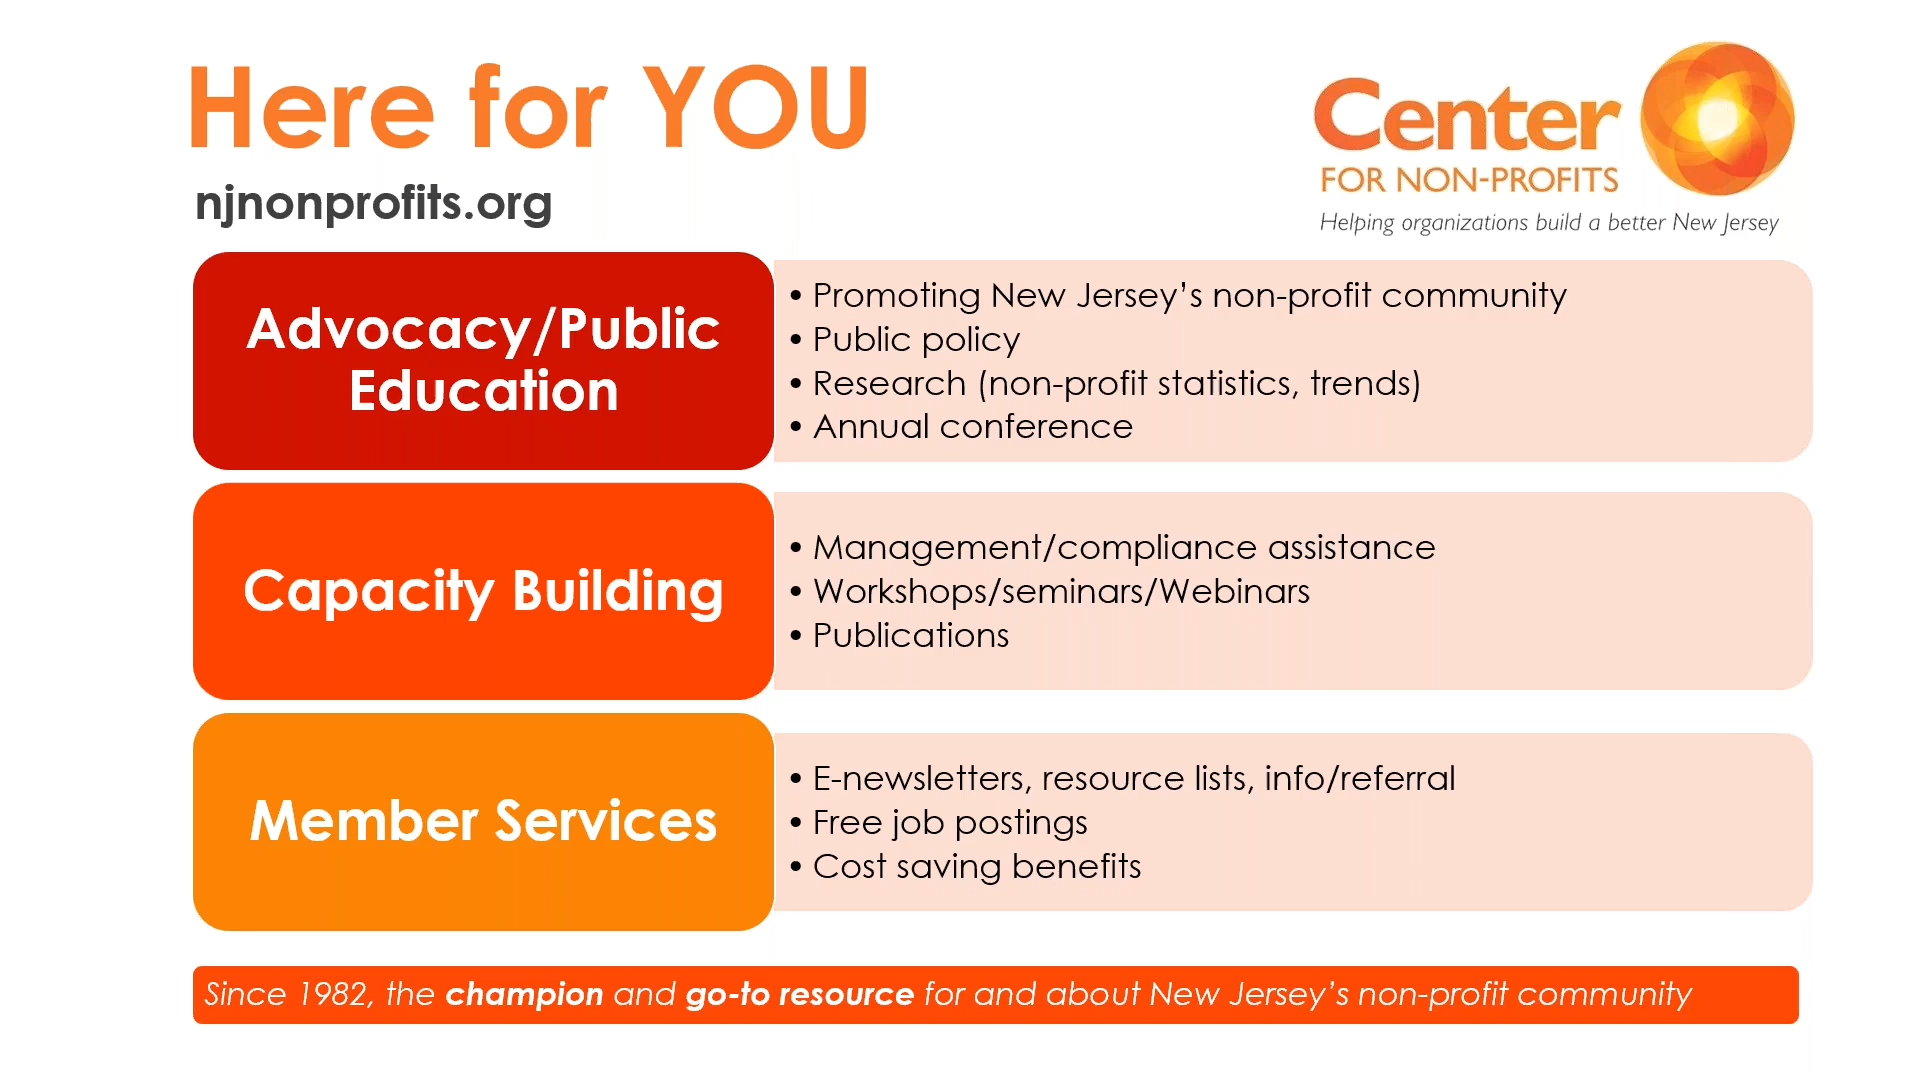 Here for YOU
njnonprofits.org
Center
FOR NON-PROFITS
Helping organizations build a better New Jersey
Advocacy/Public
Education
• Promoting New Jersey’s non-profit community
• Public policy
• Research (non-profit statistics, trends)
• Annual conference
Capacity Building
• Management/compliance assistance
• Workshops/seminars/Webinars
• Publications
Member Services
• E-newsletters, resource lists, info/referral
• Free job postings
• Cost saving benefits
Since 1982, the champion and go-to resource for and about New Jersey’s non-profit community